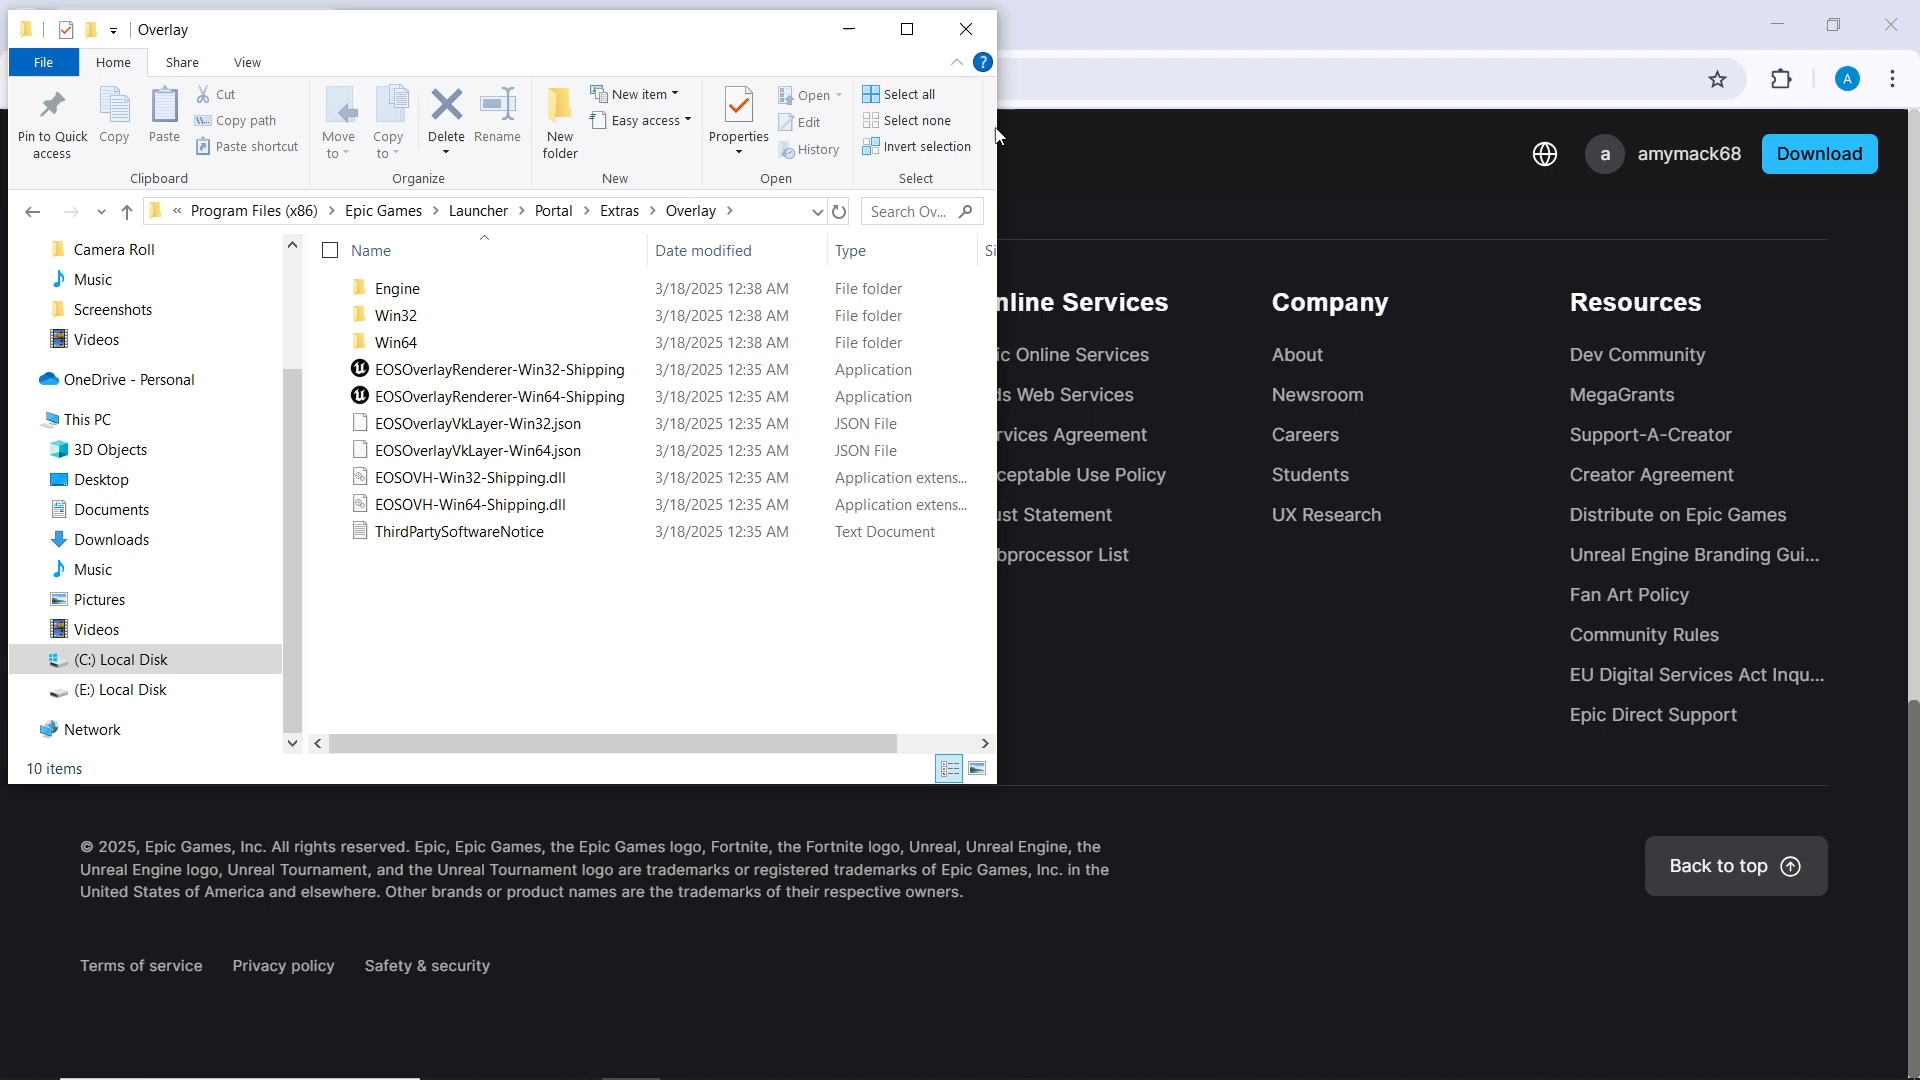 Overlay
File Home Share View
?
Pin to Quick access
Copy
Paste
Cut
Copy path
Paste shortcut
Clipboard
Move to
Copy to
Delete
Rename
Organize
New folder
New item
Easy access
New
Properties
Open
Edit
History
Open
Select all
Select none
Invert selection
Select
« Program Files (x86) > Epic Games > Launcher > Portal > Extras > Overlay >
Search Ov...
Camera Roll
Music
Screenshots
Videos
OneDrive - Personal
This PC
3D Objects
Desktop
Documents
Downloads
Music
Pictures
Videos
(C:) Local Disk
(E:) Local Disk
Network
Name Date modified Type Si
Engine 3/18/2025 12:38 AM File folder
Win32 3/18/2025 12:38 AM File folder
Win64 3/18/2025 12:38 AM File folder
EOSOverlayRenderer-Win32-Shipping 3/18/2025 12:35 AM Application
EOSOverlayRenderer-Win64-Shipping 3/18/2025 12:35 AM Application
EOSOverlayVkLayer-Win32.json 3/18/2025 12:35 AM JSON File
EOSOverlayVkLayer-Win64.json 3/18/2025 12:35 AM JSON File
EOSOVH-Win32-Shipping.dll 3/18/2025 12:35 AM Application extens...
EOSOVH-Win64-Shipping.dll 3/18/2025 12:35 AM Application extens...
ThirdPartySoftwareNotice 3/18/2025 12:35 AM Text Document
10 items
A
a amymack68 Download
nline Services
ic Online Services
ds Web Services
rvices Agreement
ceptable Use Policy
ust Statement
bprocessor List
Company
About
Newsroom
Careers
Students
UX Research
Resources
Dev Community
MegaGrants
Support-A-Creator
Creator Agreement
Distribute on Epic Games
Unreal Engine Branding Gui...
Fan Art Policy
Community Rules
EU Digital Services Act Inqu...
Epic Direct Support
© 2025, Epic Games, Inc. All rights reserved. Epic, Epic Games, the Epic Games logo, Fortnite, the Fortnite logo, Unreal, Unreal Engine, the
Unreal Engine logo, Unreal Tournament, and the Unreal Tournament logo are trademarks or registered trademarks of Epic Games, Inc. in the
United States of America and elsewhere. Other brands or product names are the trademarks of their respective owners.
Back to top
Terms of service Privacy policy Safety & security